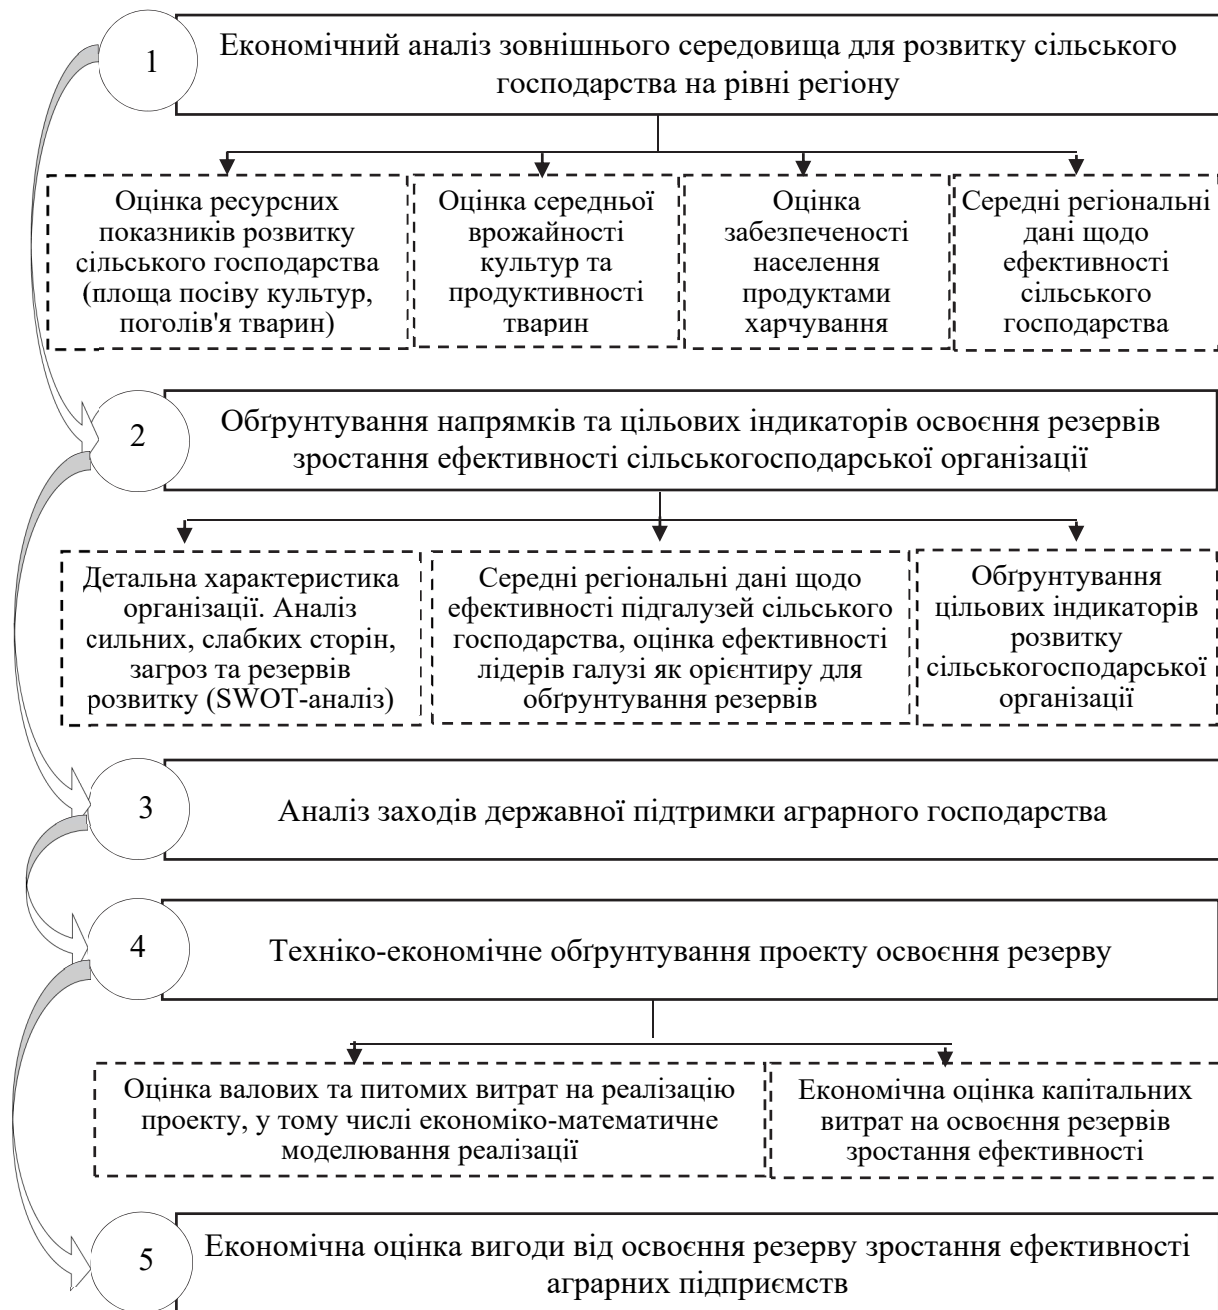 1
Економічний аналіз зовнішнього середовища для розвитку сільського
господарства на рівні регіону
Оцінка ресурсних
показників розвитку
сільського господарства
(площа посіву культур,
поголів'я тварин)
Оцінка середньої
врожайності
культур та
продуктивності
тварин
Оцінка
забезпеченості
населення
продуктами
харчування
Середні регіональні
дані щодо
ефективності
сільського
господарства
2
Обґрунтування напрямків та цільових індикаторів освоєння резервів
зростання ефективності сільськогосподарської організації
Детальна характеристика
організації. Аналіз
сильних, слабких сторін,
загроз та резервів
розвитку (SWOT-аналіз)
Середні регіональні дані щодо
ефективності підгалузей сільського
господарства, оцінка ефективності
лідерів галузі як орієнтиру для
обґрунтування резервів
Обґрунтування
цільових індикаторів
розвитку
сільськогосподарської
організації
3
Аналіз заходів державної підтримки аграрного господарства
4
Техніко-економічне обґрунтування проекту освоєння резерву
Оцінка валових та питомих витрат на реалізацію
проекту, у тому числі економіко-математичне
моделювання реалізації
Економічна оцінка капітальних
витрат на освоєння резервів
зростання ефективності
5
Економічна оцінка вигоди від освоєння резерву зростання ефективності
аграрних підприємств